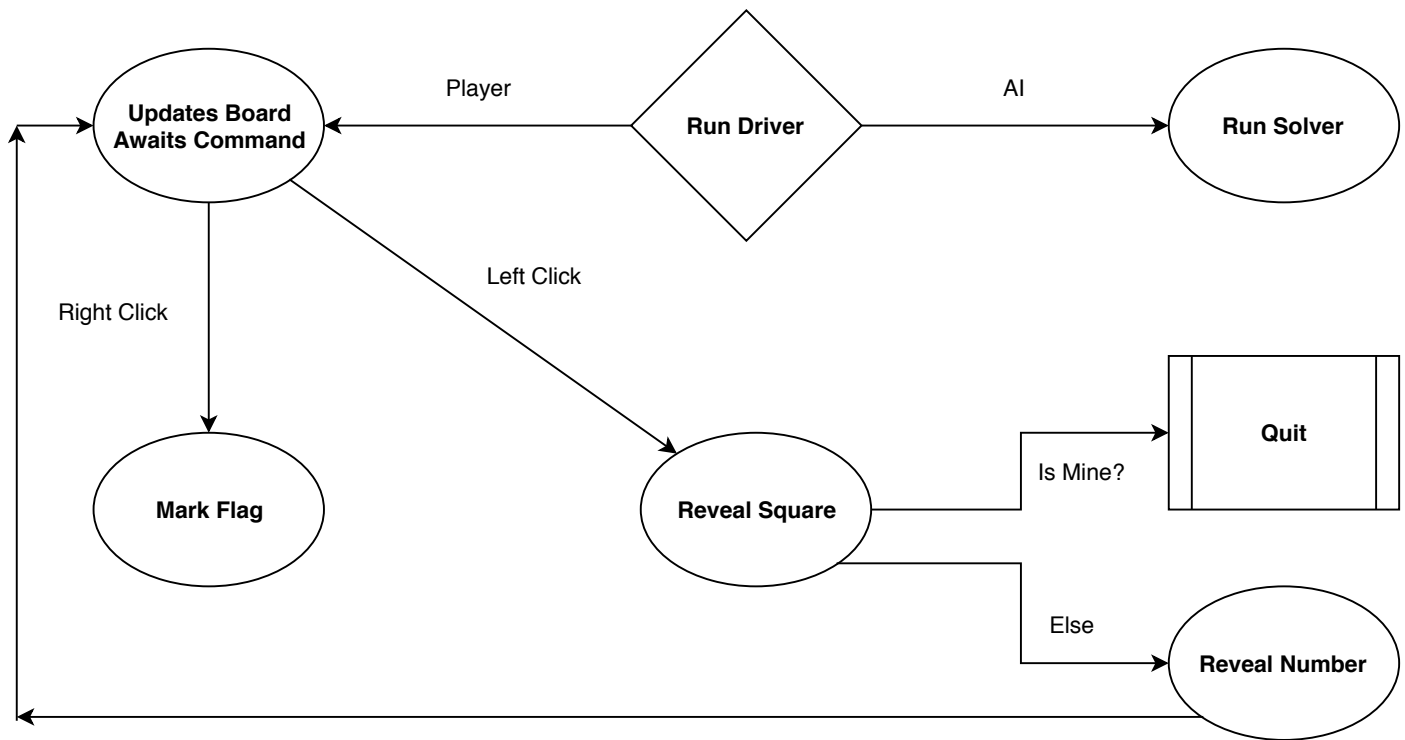 Updates Board
Awaits Command
Player
Run Driver
AI
Run Solver
Right Click
Left Click
Mark Flag
Reveal Square
Is Mine?
Quit
Else
Reveal Number